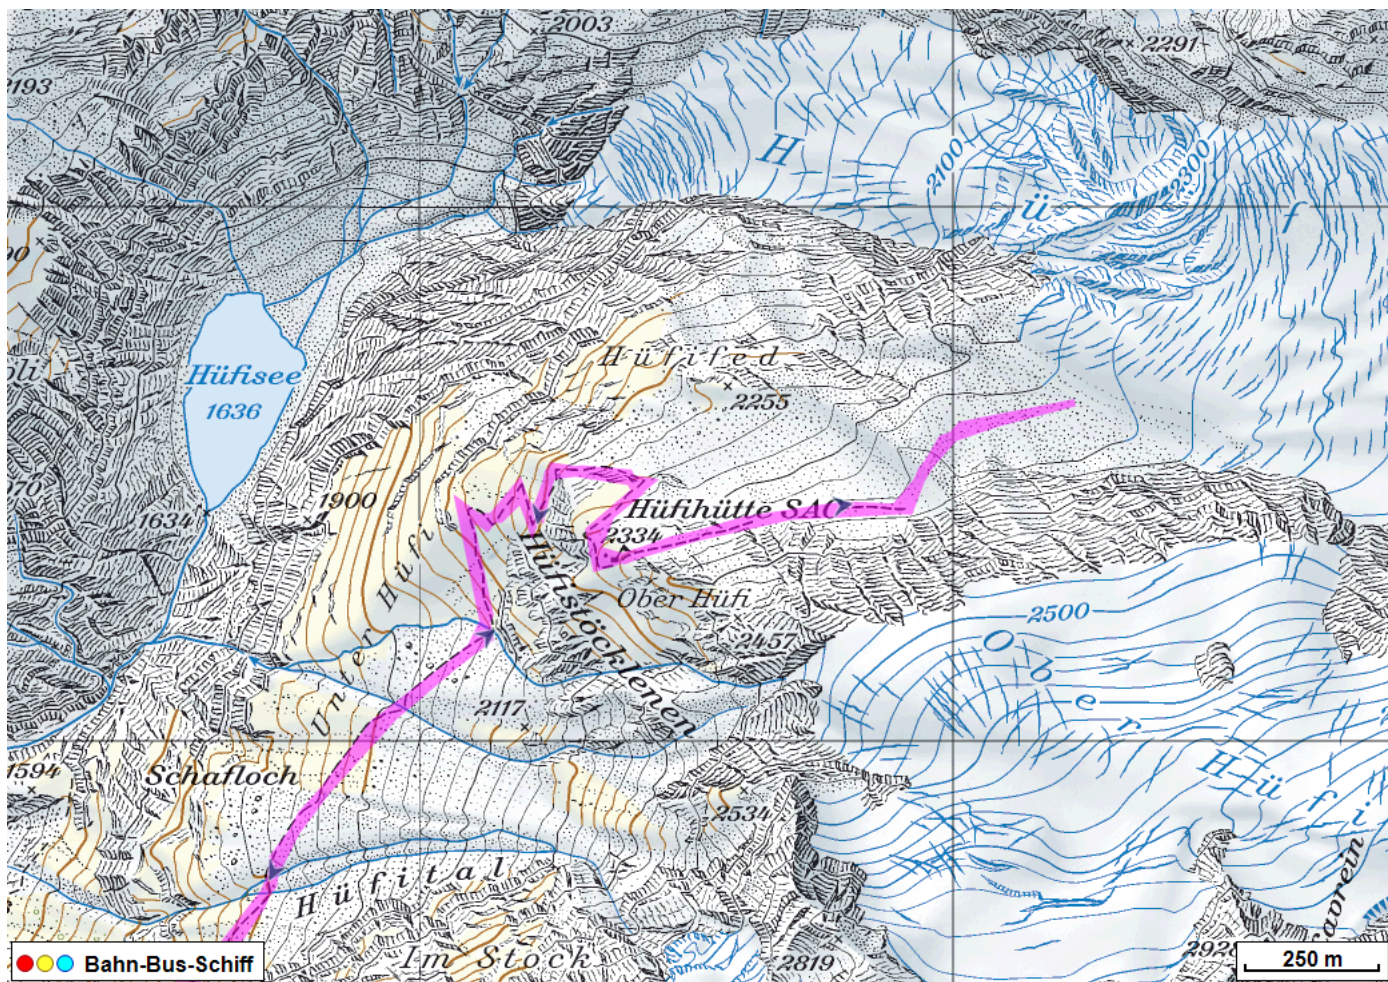 2003
2291
2193
H
2100
2300
ü
f
Hüfifed
Hüfisee
1636
2255
1900
1634
Hüfihütte SAC
2334
Hüfi
Hüfistöcklenen
Ober Hüfi
2500
2457
Ober
Unter
2117
Schafloch
1594
Hüfi
2534
Hüfital
Im Stock
2819
Bahn-Bus-Schiff
250 m